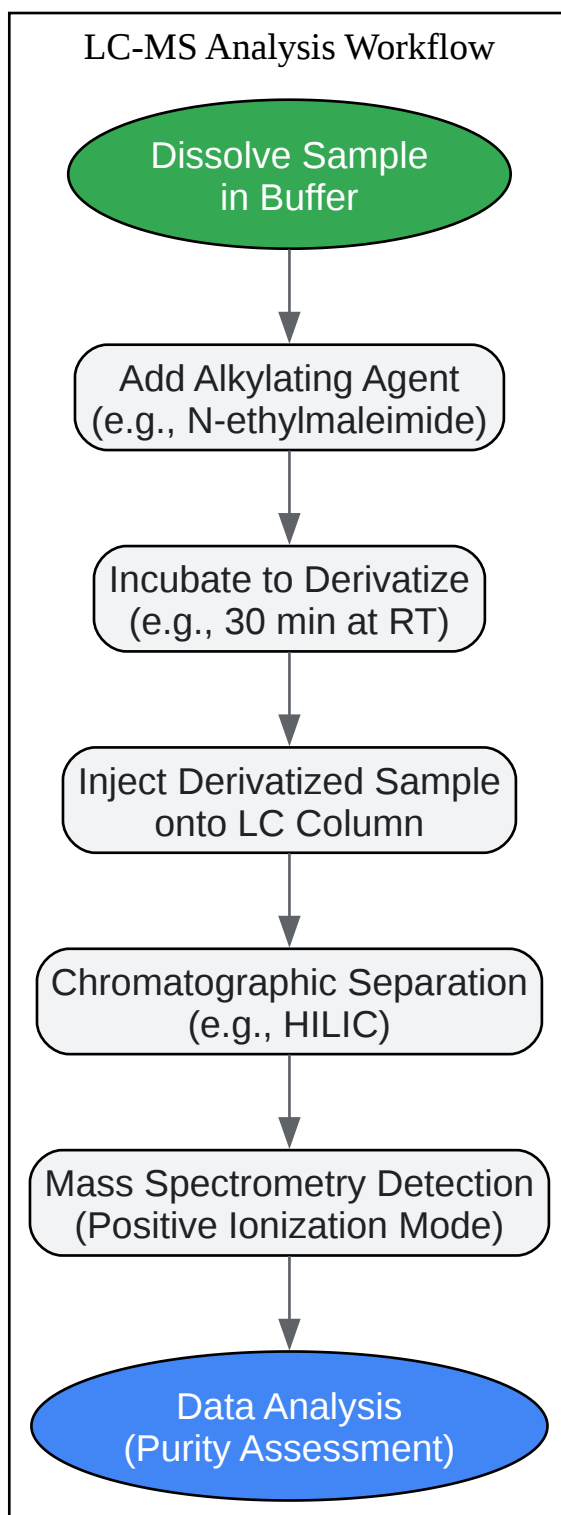 LC-MS Analysis Workflow
Dissolve Sample
in Buffer
Add Alkylating Agent
(e.g., N-ethylmaleimide)
Incubate to Derivatize
(e.g., 30 min at RT)
Inject Derivatized Sample
onto LC Column
Chromatographic Separation
(e.g., HILIC)
Mass Spectrometry Detection
(Positive Ionization Mode)
Data Analysis
(Purity Assessment)